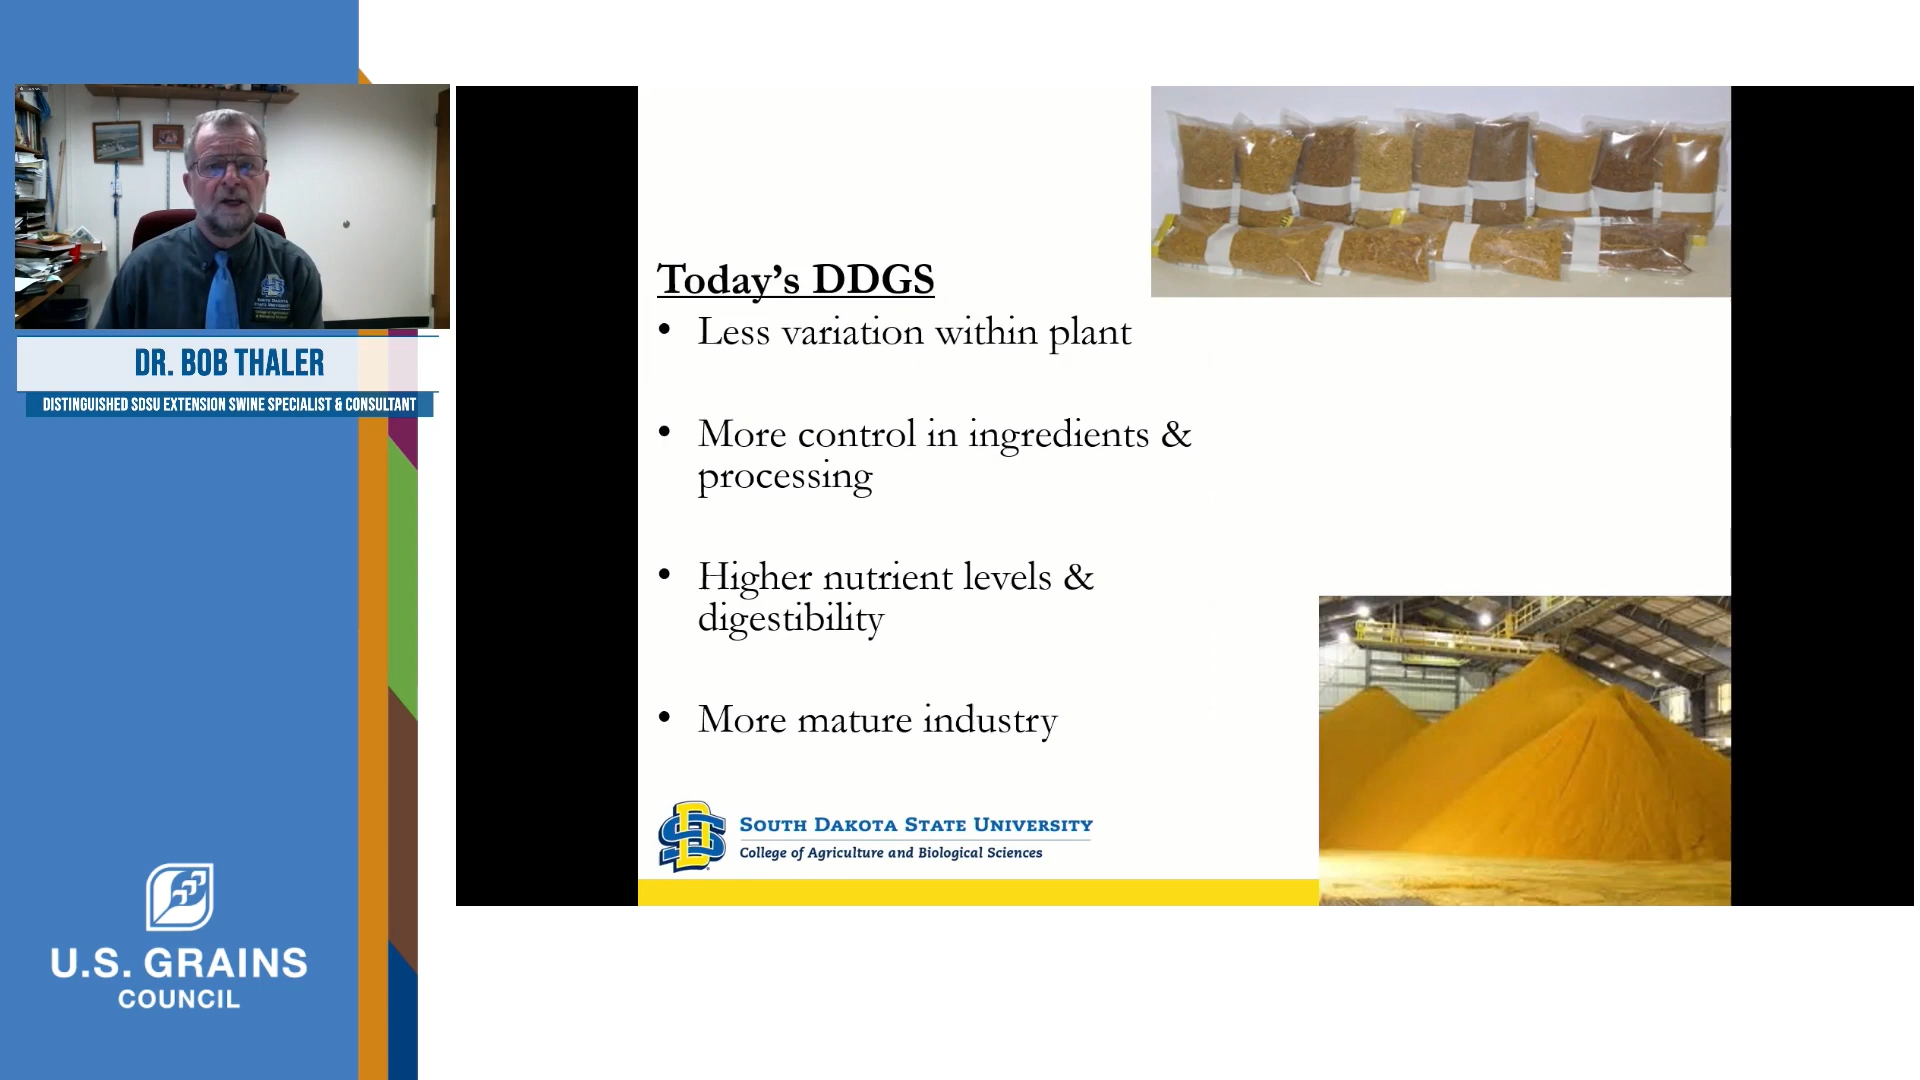 DR. BOB THALER
DISTINGUISHED SDSU EXTENSION SWINE SPECIALIST & CONSULTANT
U.S. GRAINS
COUNCIL
Today's DDGS
• Less variation within plant
• More control in ingredients &
processing
• Higher nutrient levels &
digestibility
• More mature industry
SOUTH DAKOTA STATE UNIVERSITY
College of Agriculture and Biological Sciences